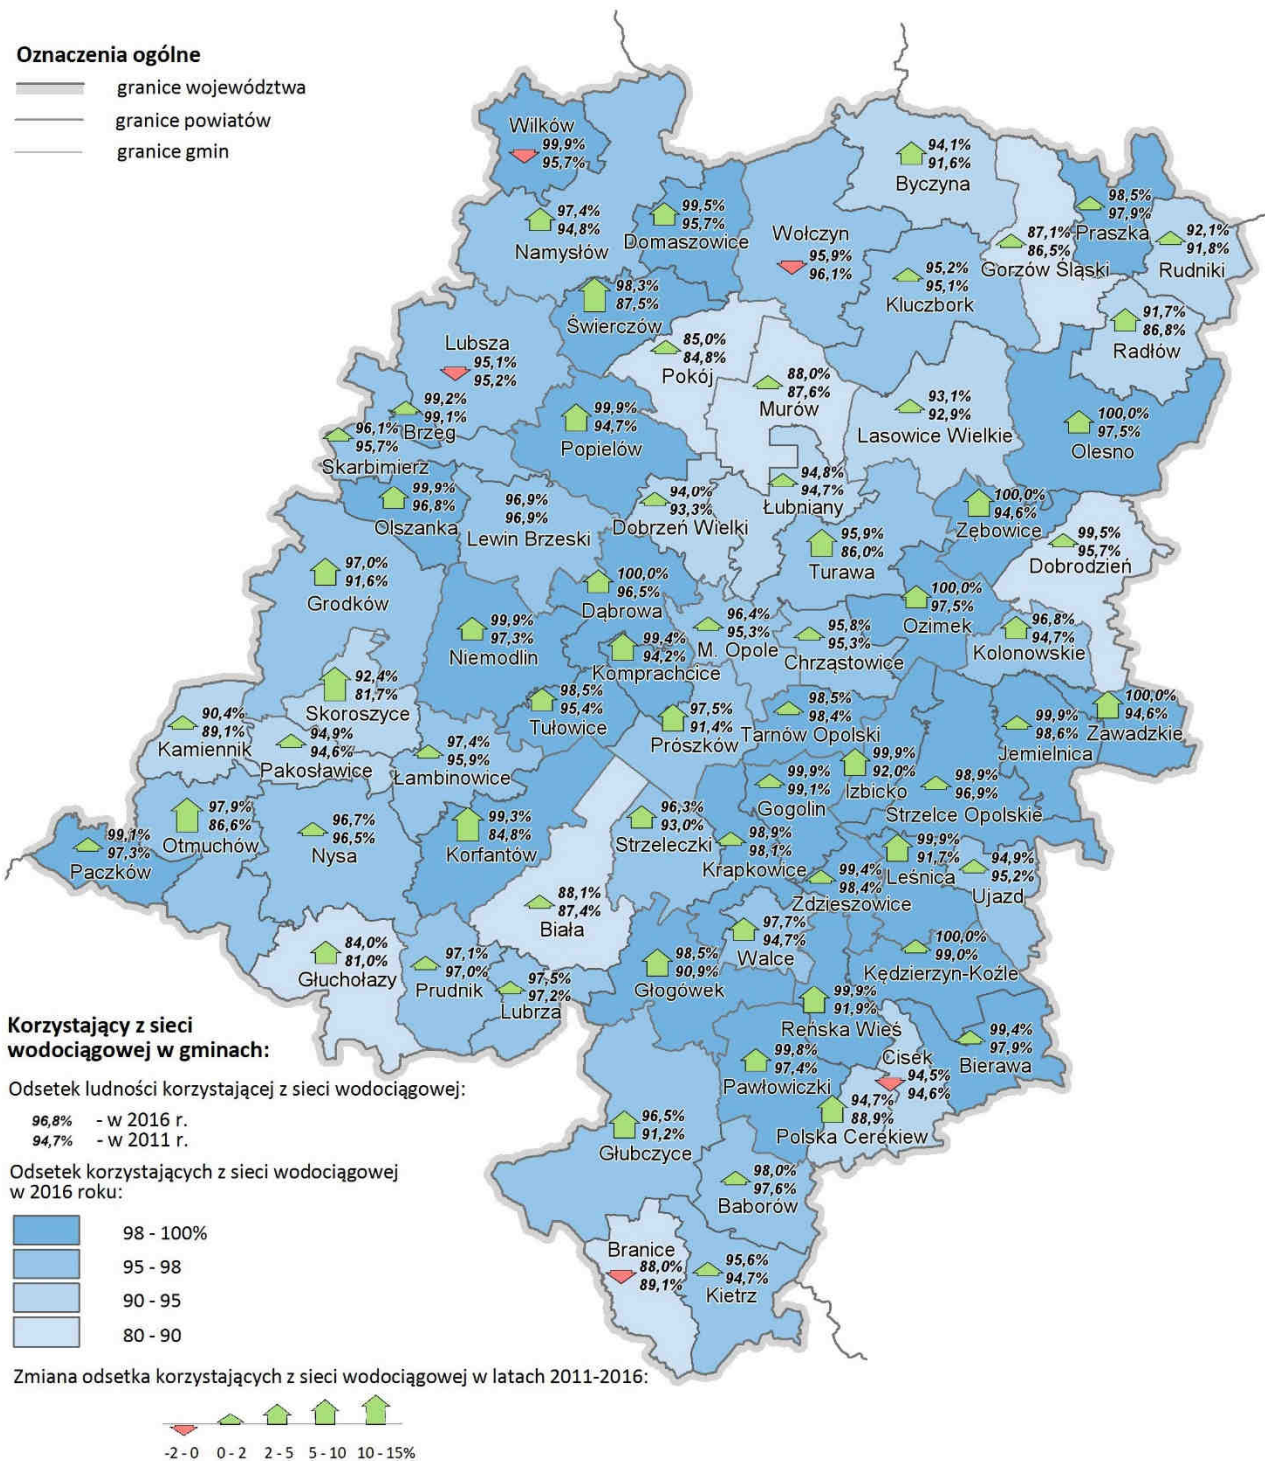 Oznaczenia ogólne
granice województwa
granice powiatów
granice gmin
Wilków
99,9%
95,7%
94,1%
91,6%
Byczyna
98,5%
97,9%
Praszka
97,4%
94,8%
Namysłów
99,5%
95,7%
Domaszowice
Wołczyn
95,9%
96,1%
87,1%
86,5%
Gorzów Śląski
92,1%
91,8%
Rudniki
95,2%
95,1%
Kluczbork
98,3%
87,5%
Świerczów
91,7%
86,8%
Radłów
Lubsza
95,1%
95,2%
85,0%
84,8%
Pokój
88,0%
87,6%
Murów
99,2%
99,1%
Brzeg
96,1%
95,7%
Skarbimierz
99,9%
94,7%
Popielów
93,1%
92,9%
Lasowice Wielkie
100,0%
97,5%
Olesno
99,9%
96,8%
Olszanka
96,9%
96,9%
Lewin Brzeski
94,0%
93,3%
Dobrzeń Wielki
94,8%
94,7%
Łubniany
100,0%
94,6%
Zębowice
95,9%
86,0%
Turawa
99,5%
95,7%
Dobrodzień
97,0%
91,6%
Grodków
100,0%
96,5%
Dąbrowa
100,0%
97,5%
Ozimek
99,9%
97,3%
Niemodlin
99,4%
94,2%
Komprachcice
96,4%
95,3%
M. Opole
95,8%
95,3%
Chrząstowice
96,8%
94,7%
Kolonowskie
92,4%
81,7%
Skoroszyce
98,5%
95,4%
Tułowice
97,5%
91,4%
Prószków
98,5%
98,4%
Tarnów Opolski
99,9%
98,6%
Jemielnica
100,0%
94,6%
Zawadzkie
90,4%
89,1%
Kamiennik
94,9%
94,6%
Pakosławice
97,4%
95,9%
Łambinowice
99,9%
99,1%
Gogolin
99,9%
92,0%
Izbicko
98,9%
96,9%
Strzelce Opolskie
97,9%
86,6%
Otmuchów
99,1%
97,3%
Paczków
96,7%
96,5%
Nysa
99,3%
84,8%
Korfantów
96,3%
93,0%
Strzeleczki
98,9%
98,1%
Krapkowice
99,9%
91,7%
Leśnica
94,9%
95,2%
Ujazd
99,4%
98,4%
Zdzieszowice
88,1%
87,4%
Biała
97,7%
94,7%
Walce
100,0%
99,0%
Kędzierzyn-Koźle
84,0%
81,0%
Głuchołazy
97,1%
97,0%
Prudnik
97,5%
97,2%
Lubrza
98,5%
90,9%
Głogówek
99,9%
91,9%
Reńska Wieś
99,4%
97,9%
Bierawa
99,8%
97,4%
Pawłowiczki
Cisek
94,5%
94,6%
94,7%
88,9%
Polska Cerekiew
96,5%
91,2%
Głubczyce
98,0%
97,6%
Baborów
Branice
88,0%
89,1%
95,6%
94,7%
Kietrz
Korzystający z sieci
wodociągowej w gminach:
Odsetek ludności korzystającej z sieci wodociągowej:
96,8% - w 2016 r.
94,7% - w 2011 r.
Odsetek korzystających z sieci wodociągowej
w 2016 roku:
98 - 100%
95 - 98
90 - 95
80 - 90
Zmiana odsetka korzystających z sieci wodociągowej w latach 2011-2016:
-2 - 0 0 - 2 2 - 5 5 - 10 10 - 15%